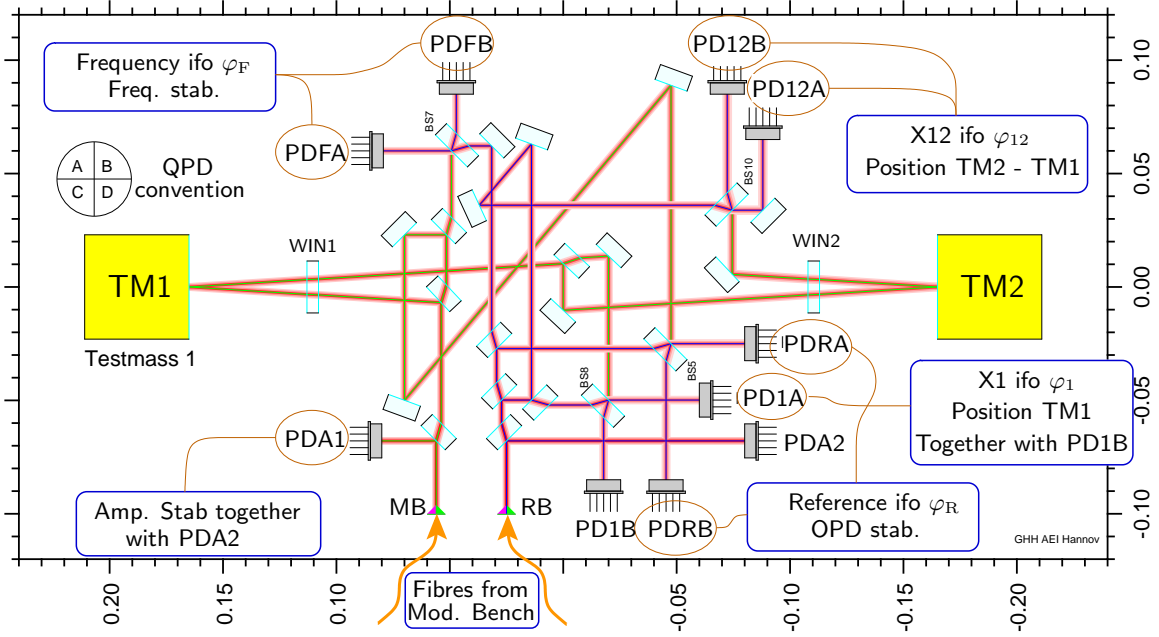 PDFB
PD12B
Frequency ifo φF
Freq. stab.
PD12A
0.10
BS7
X12 ifo φ12
Position TM2 - TM1
PDFA
A B
C D
QPD
convention
BS10
0.05
WIN1
WIN2
TM1
TM2
0.00
Testmass 1
PDRA
BS8
BS5
X1 ifo φ1
Position TM1
Together with PD1B
PD1A
-0.05
PDA1
PDA2
Amp. Stab together
with PDA2
MB
RB
PD1B
PDRB
Reference ifo φR
OPD stab.
-0.10
GHH AEI Hannov
Fibres from
Mod. Bench
0.20
0.15
0.10
-0.05
-0.10
-0.15
-0.20